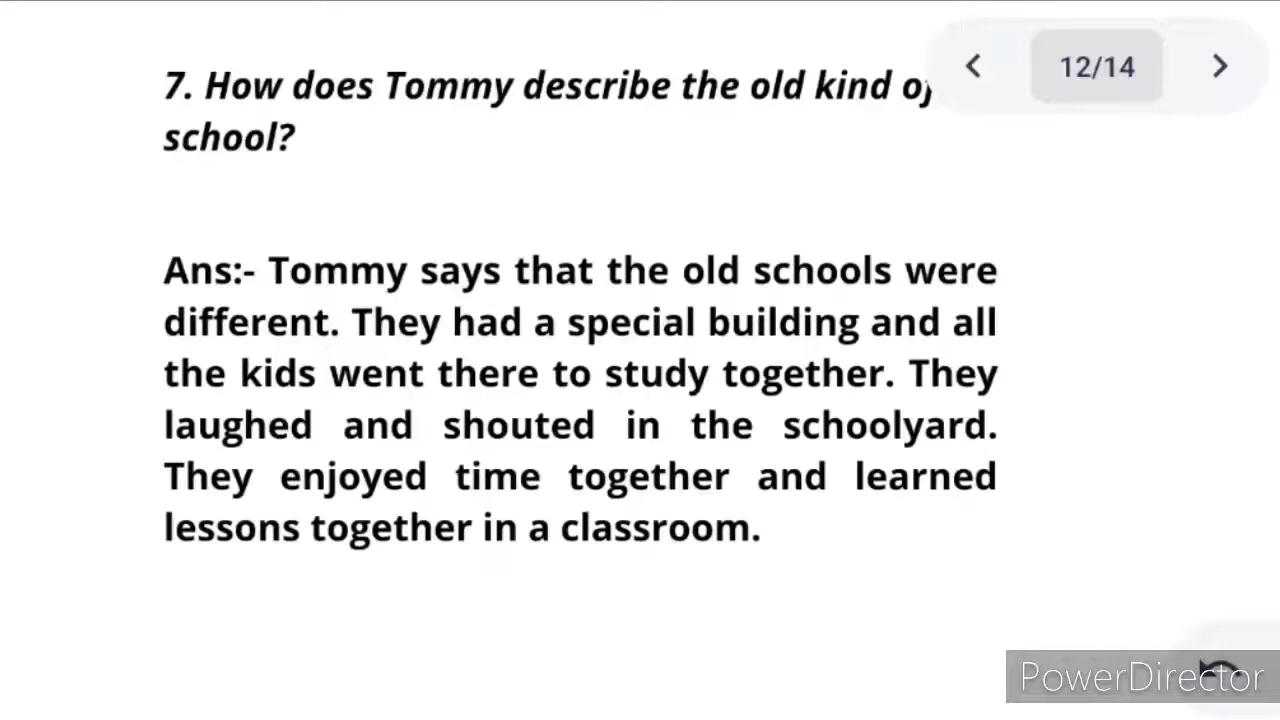 7. How does Tommy describe the old kind of
school?
12/14
Ans:- Tommy says that the old schools were
different. They had a special building and all
the kids went there to study together. They
laughed and shouted in the schoolyard.
They enjoyed time together and learned
lessons together in a classroom.
PowerDirector